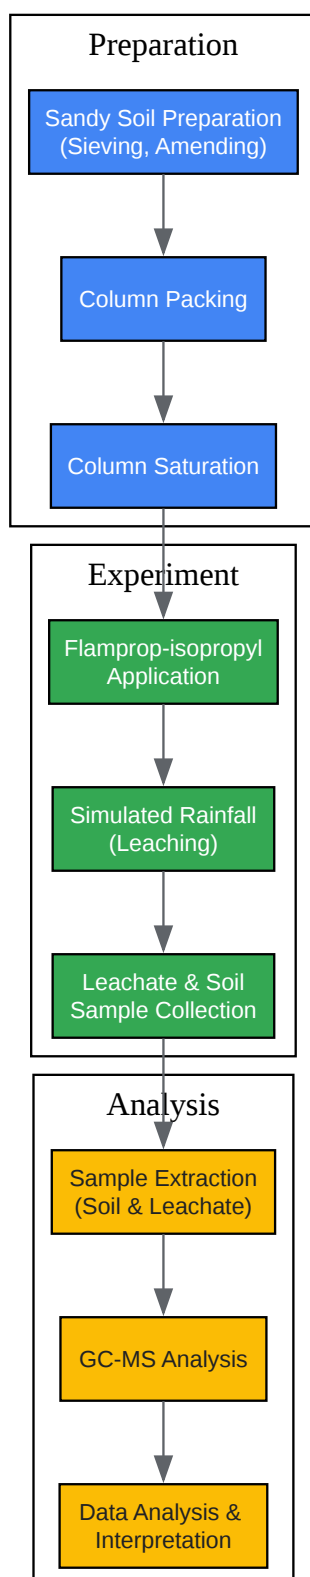 Preparation
Sandy Soil Preparation
(Sieving, Amending)
Column Packing
Column Saturation
Experiment
Flamprop-isopropyl
Application
Simulated Rainfall
(Leaching)
Leachate & Soil
Sample Collection
Analysis
Sample Extraction
(Soil & Leachate)
GC-MS Analysis
Data Analysis &
Interpretation